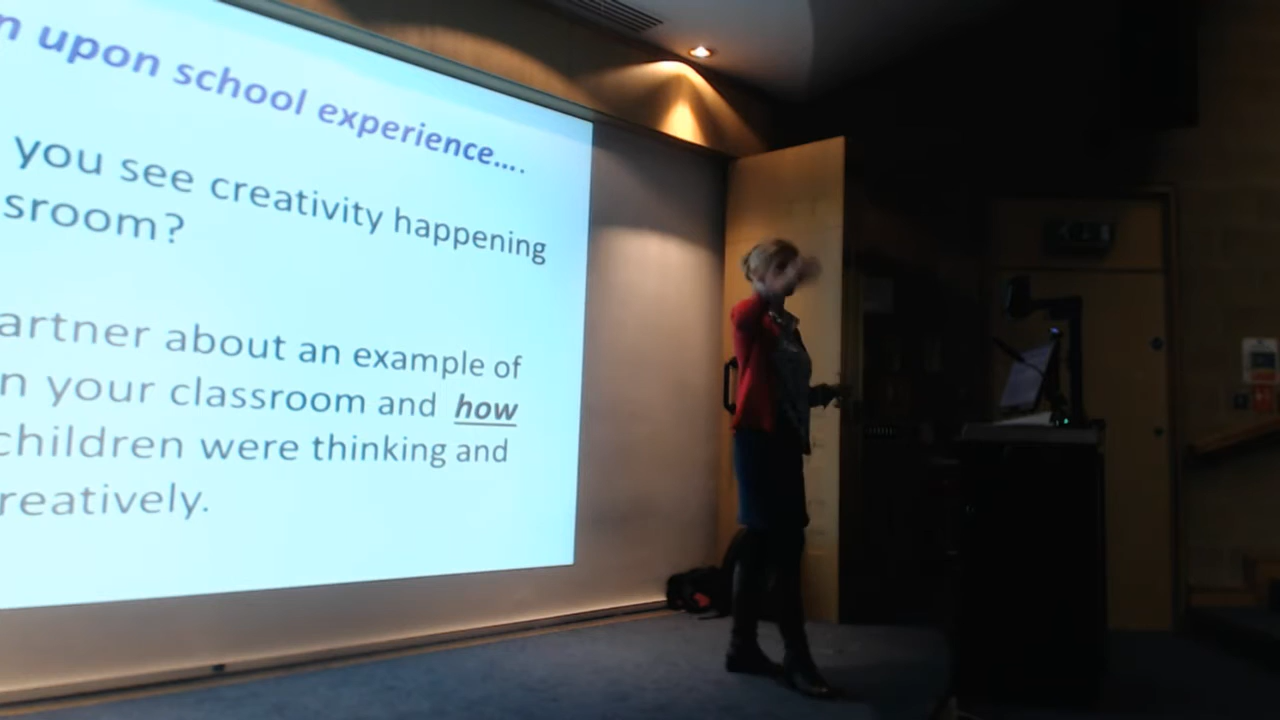 n upon school experience....
you see creativity happening
sroom?
artner about an example of
n your classroom and how
children were thinking and
reatively.